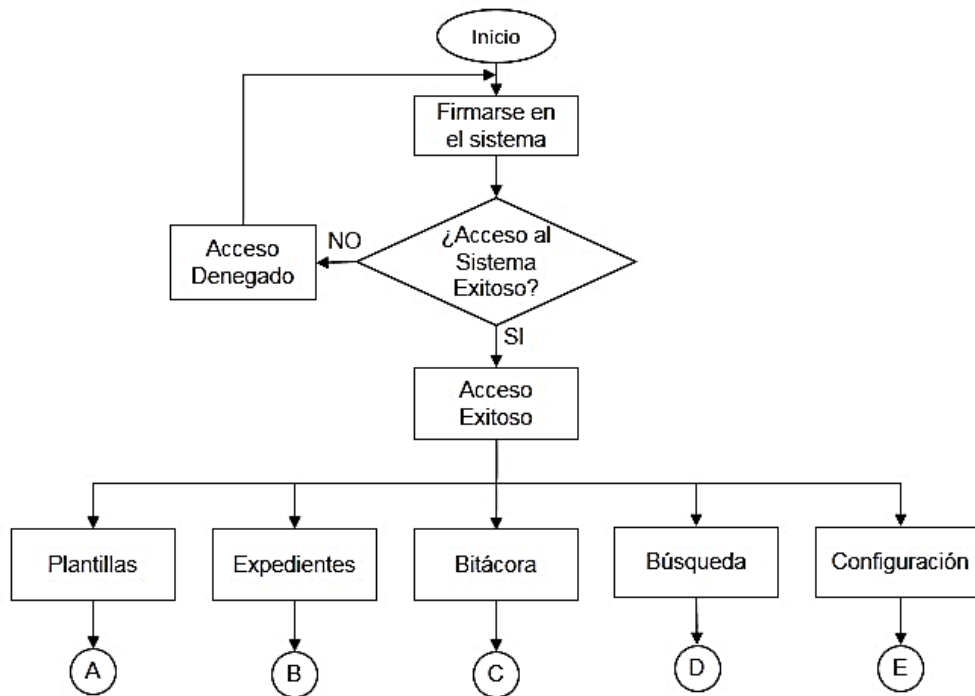 Inicio
Firmarse en
el sistema
¿Acceso al
Sistema
Exitoso?
NO
Acceso
Denegado
SI
Acceso
Exitoso
Plantillas
Expedientes
Bitácora
Búsqueda
Configuración
A
B
C
D
E